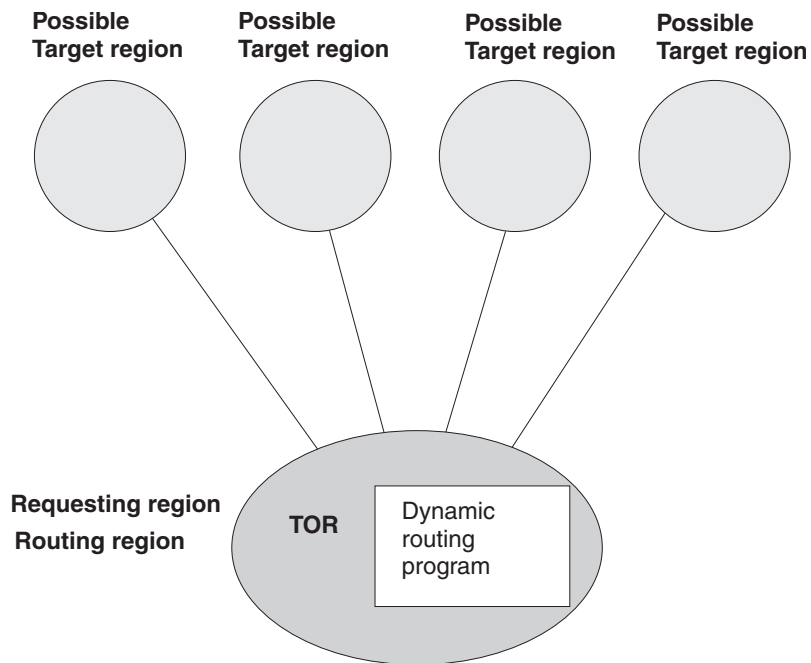 Possible
Target region
Possible
Target region
Possible
Target region
Possible
Target region
Requesting region
Routing region
TOR
Dynamic
routing
program